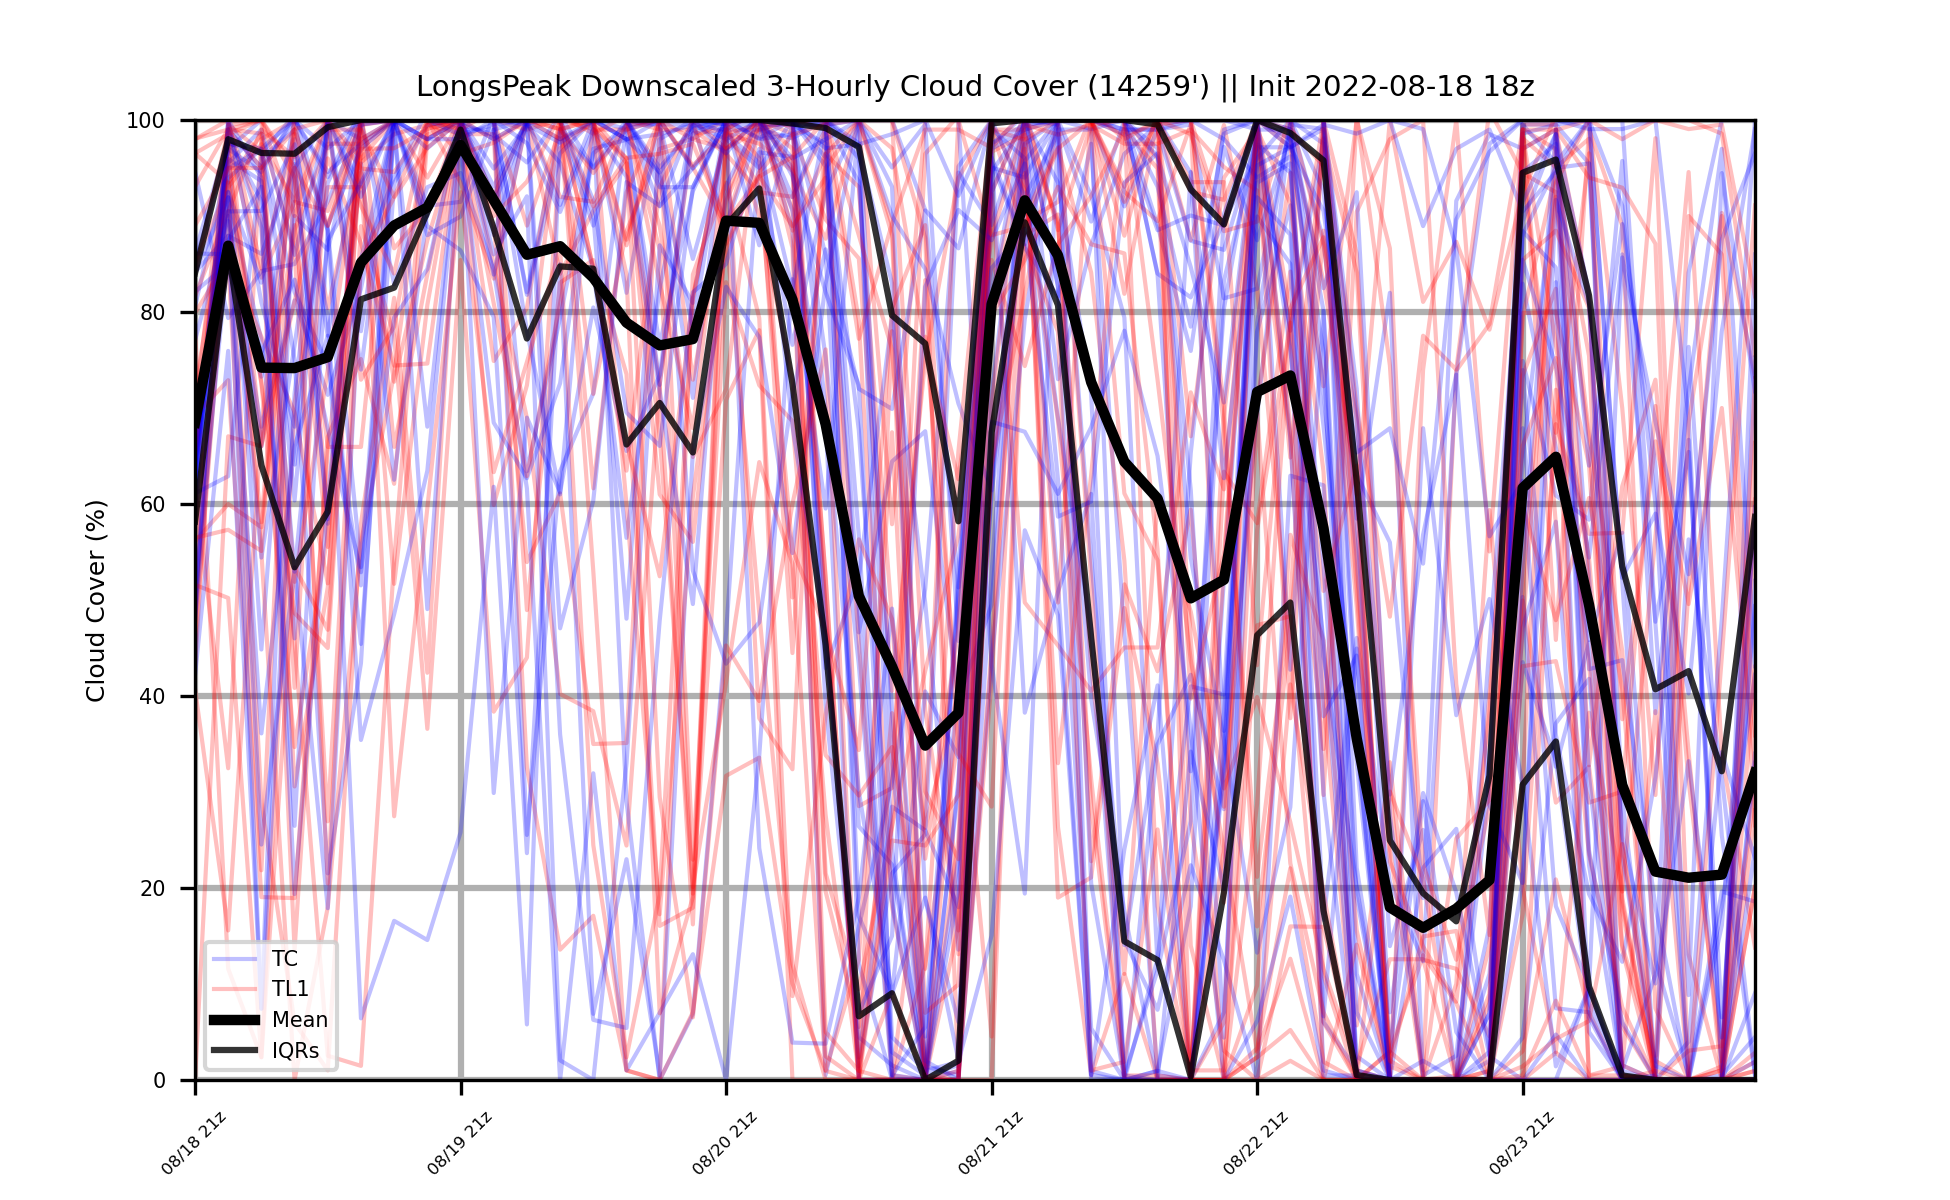 LongsPeak Downscaled 3-Hourly Cloud Cover (14259') || Init 2022-08-18 18z
Cloud Cover (%)
100
80
60
40
20
0
TC
TL1
Mean
IQRs
08/18 21z
08/19 21z
08/20 21z
08/21 21z
08/22 21z
08/23 21z